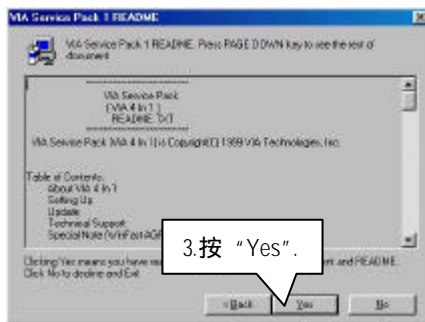 VIA Service Pack 1 README
VIA Service Pack 1 README. Press PAGE DOWN key to see the rest of
document
VIA Service Pack
[VIA 4 In 1]
README.TXT
VIA Service Pack [VIA 4 In 1] is Copyright(C) 1999 VIA Technologies, Inc.
Table of Contents:
About VIA 4 In 1
Setting Up
Update
Technical Support
Special Note
3.按 “Yes”.
Clicking Yes means you have
and README.
Click No to decline and Exit
< Back
Yes
No